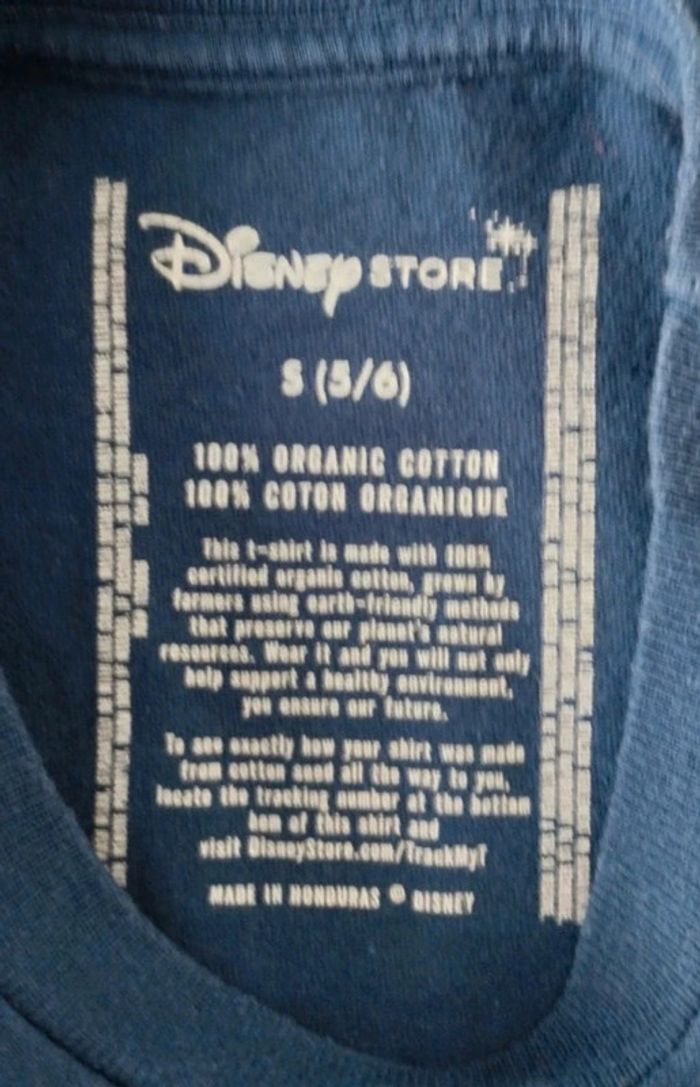 Disney STORE
S (5/6)
100% ORGANIC COTTON
100% COTON ORGANIQUE
This t-shirt is made with 100%
certified organic cotton, grown by
farmers using earth-friendly methods
that preserve our planet's natural
resources. Wear it and you will not only
help support a healthy environment,
you ensure our future.
To see exactly how your shirt was made
from cotton seed all the way to you,
locate the tracking number at the bottom
hem of this shirt and
visit DisneyStore.com/TrackMyT
MADE IN HONDURAS © DISNEY